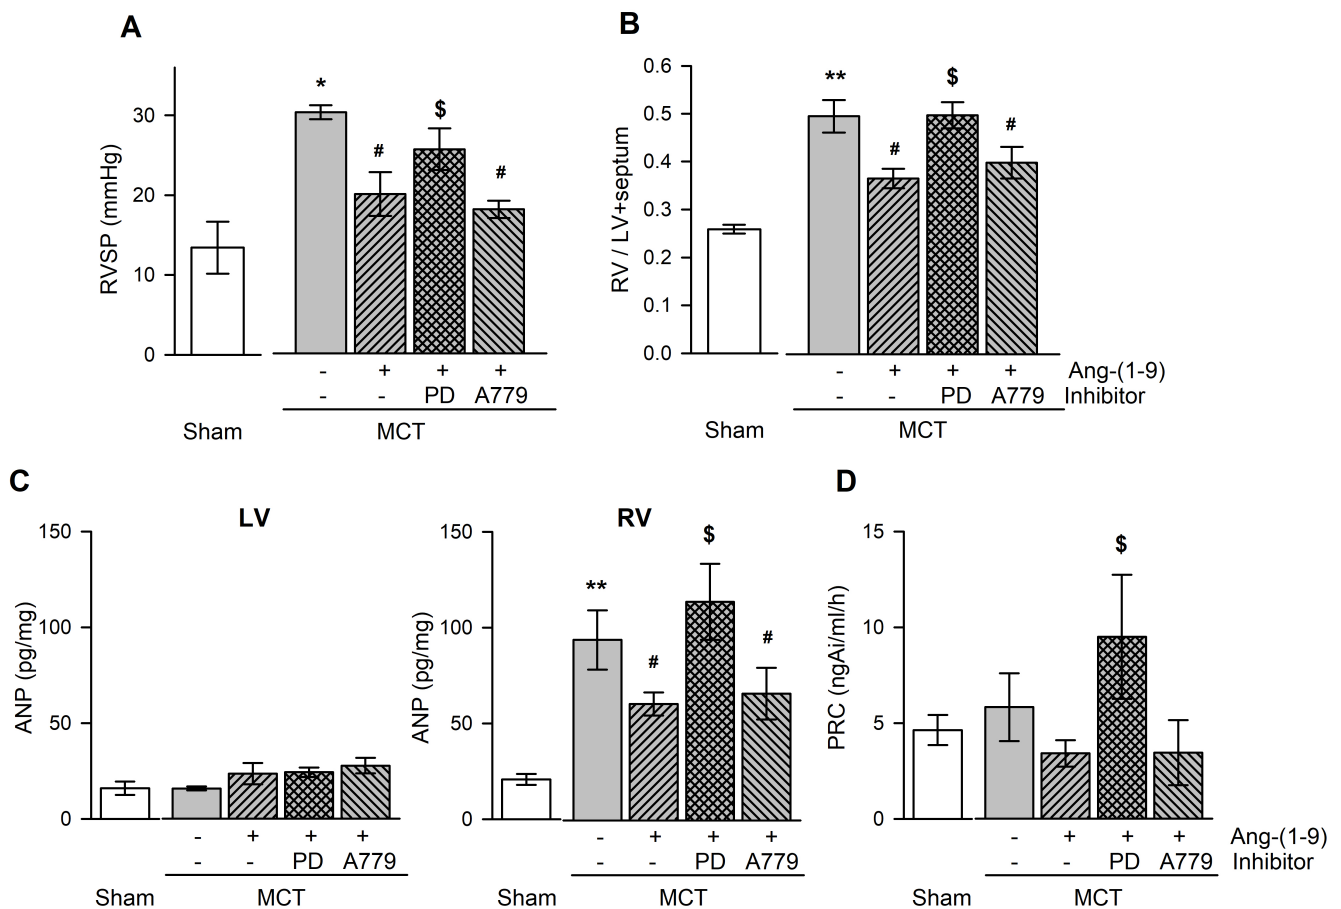 A
RVSP (mmHg)
30
20
10
0
*
#
$
#
- + + +
- - PD A779
Sham MCT
B
RV / LV+septum
0.6
0.5
0.4
0.3
0.2
0.1
0.0
**
#
$
#
- + + + Ang-(1-9)
- - PD A779 Inhibitor
Sham MCT
C
LV
ANP (pg/mg)
150
100
50
0
- + + +
- - PD A779
Sham MCT
RV
ANP (pg/mg)
150
100
50
0
**
#
$
#
- + + +
- - PD A779
Sham MCT
D
PRC (ngAi/ml/h)
15
10
5
0
$
- + + + Ang-(1-9)
- - PD A779 Inhibitor
Sham MCT